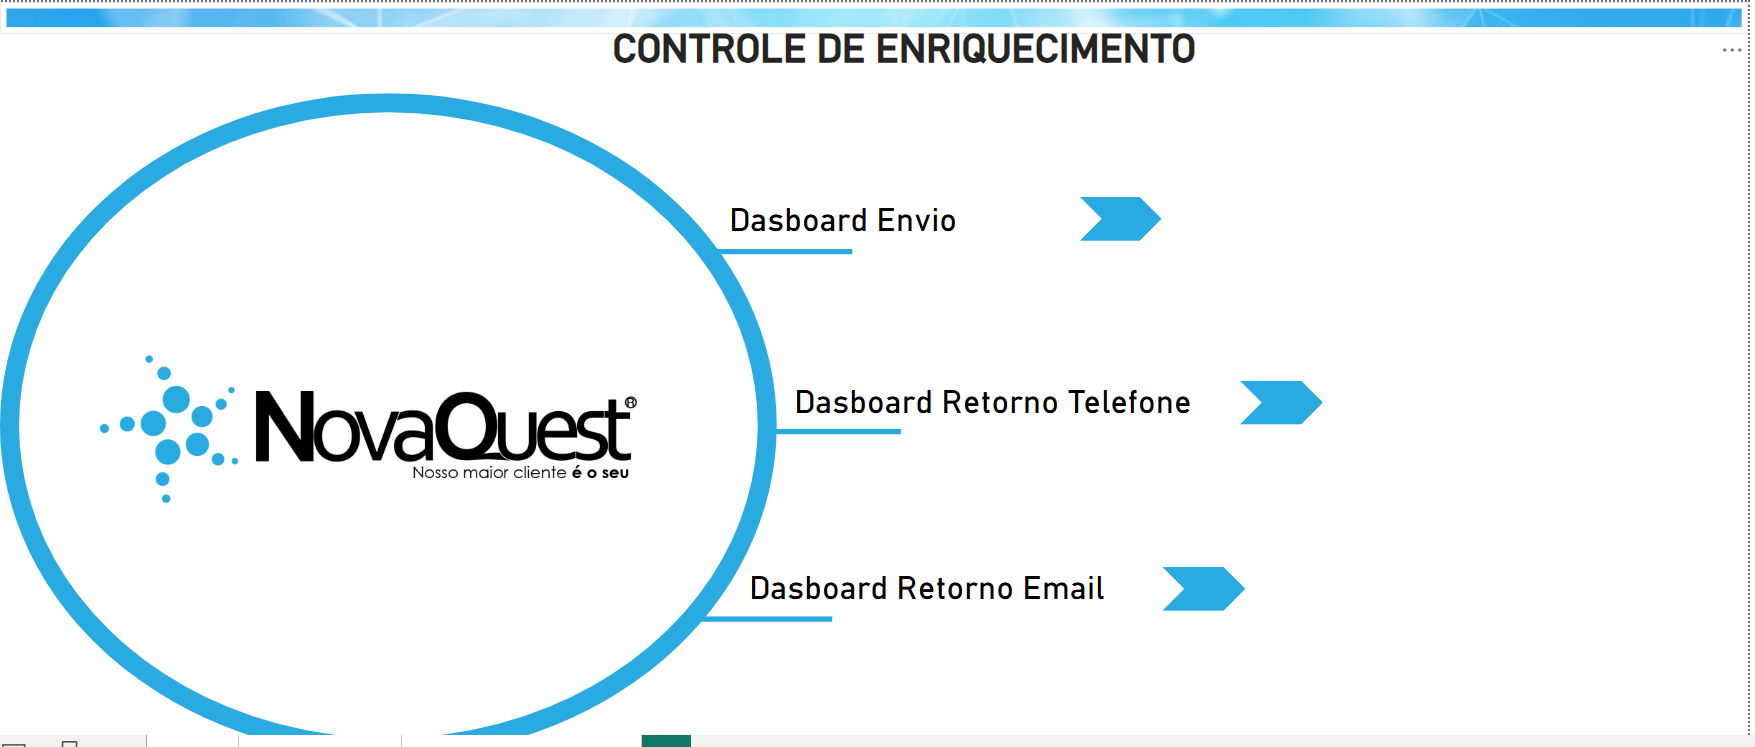 CONTROLE DE ENRIQUECIMENTO
Dasboard Envio
Dasboard Retorno Telefone
NovaQuest®
Nosso maior cliente é o seu
Dasboard Retorno Email